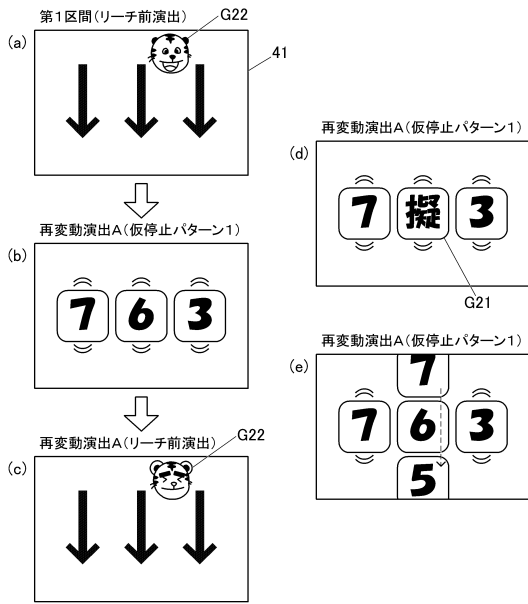 第1区間(リーチ前演出)
G22
(a)
41
再変動演出A(仮停止パターン1)
(b)
7 6 3
再変動演出A(リーチ前演出)
G22
(c)
再変動演出A(仮停止パターン1)
(d)
7 擬 3
G21
再変動演出A(仮停止パターン1)
(e)
7
7 6 3
5